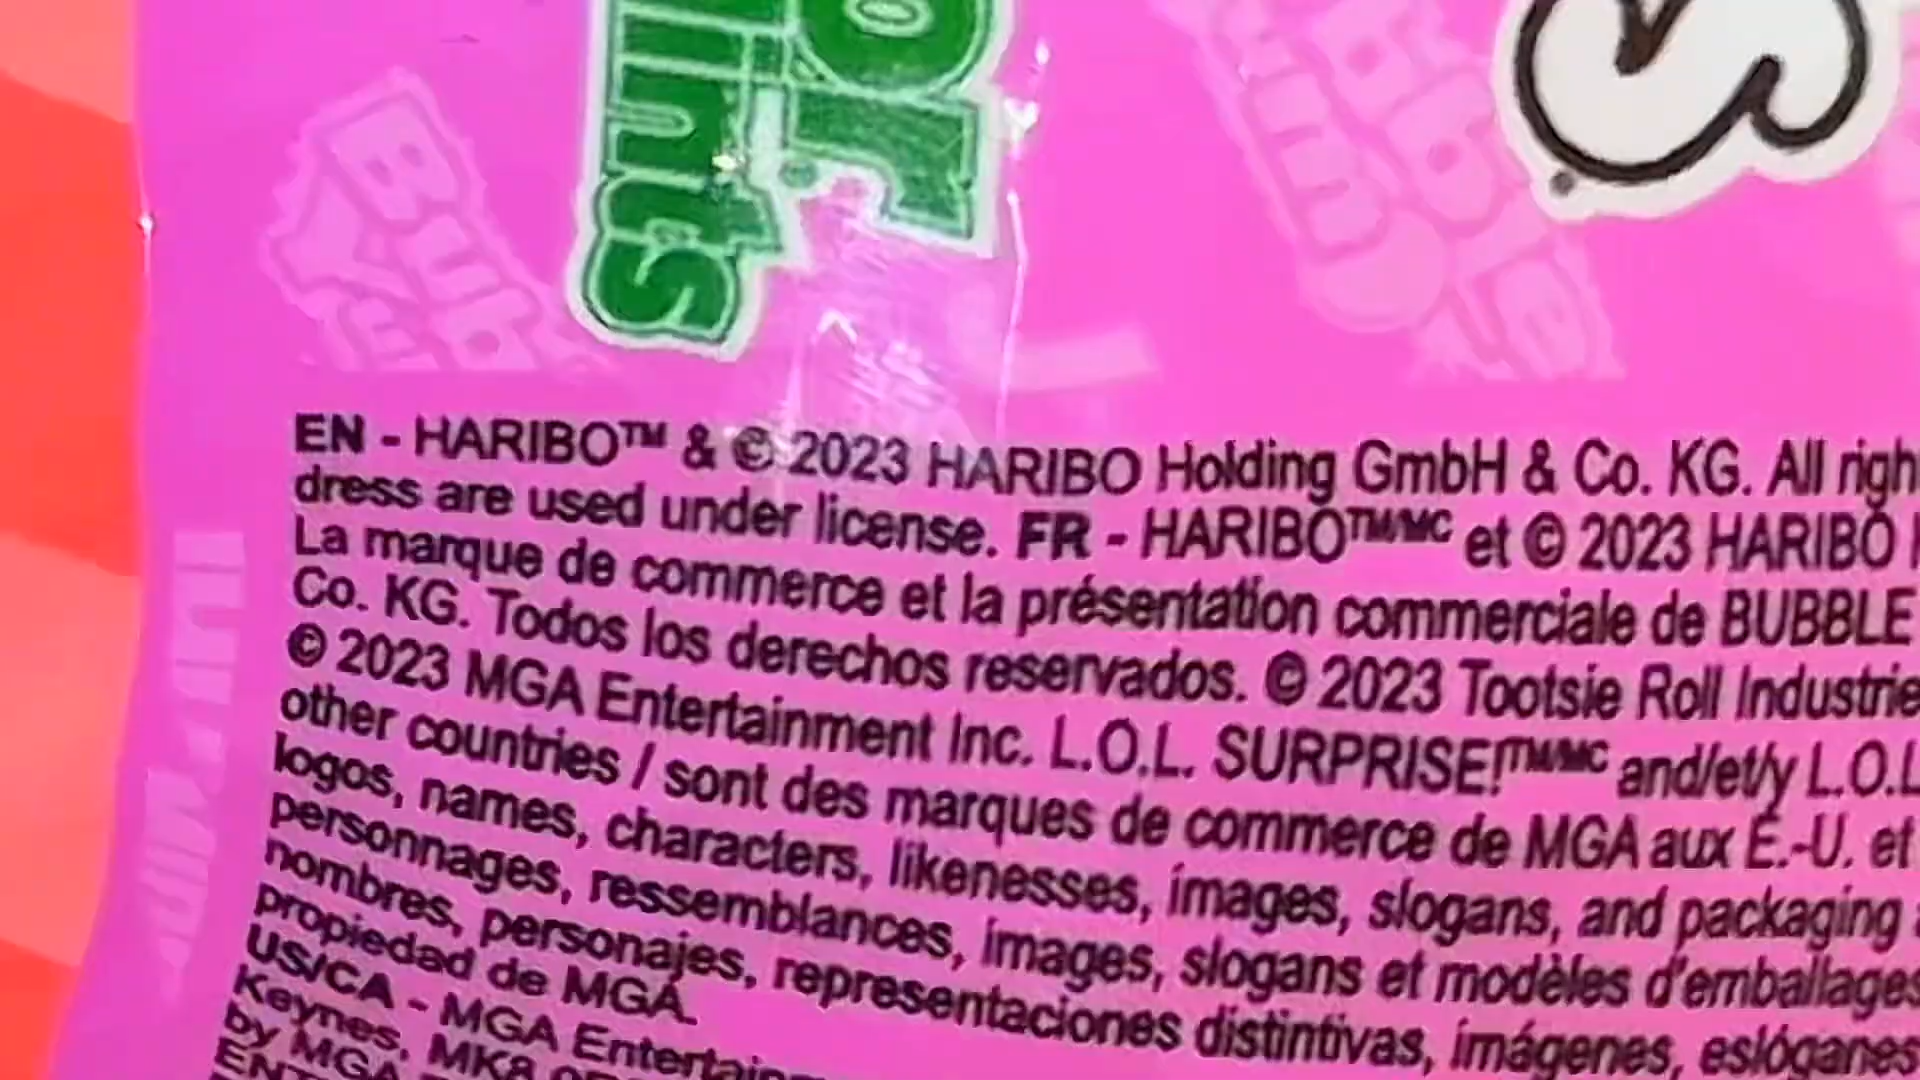 EN - HARIBO™ & © 2023 HARIBO Holding GmbH & Co. KG. All righ
dress are used under license. FR - HARIBO™/MC et © 2023 HARIBO
La marque de commerce et la présentation commerciale de BUBBLE
Co. KG. Todos los derechos reservados. © 2023 Tootsie Roll Industrie
© 2023 MGA Entertainment Inc. L.O.L. SURPRISE!™/MC and/et/y L.O.L
other countries / sont des marques de commerce de MGA aux É.-U. et
logos, names, characters, likenesses, images, slogans, and packaging
personnages, ressemblances, images, slogans et modèles d'emballages
nombres, personajes, representaciones distintivas, imágenes, eslóganes
propiedad de MGA.
US/CA - MGA Entertainm
Keynes, MK8
by MGA
ENT